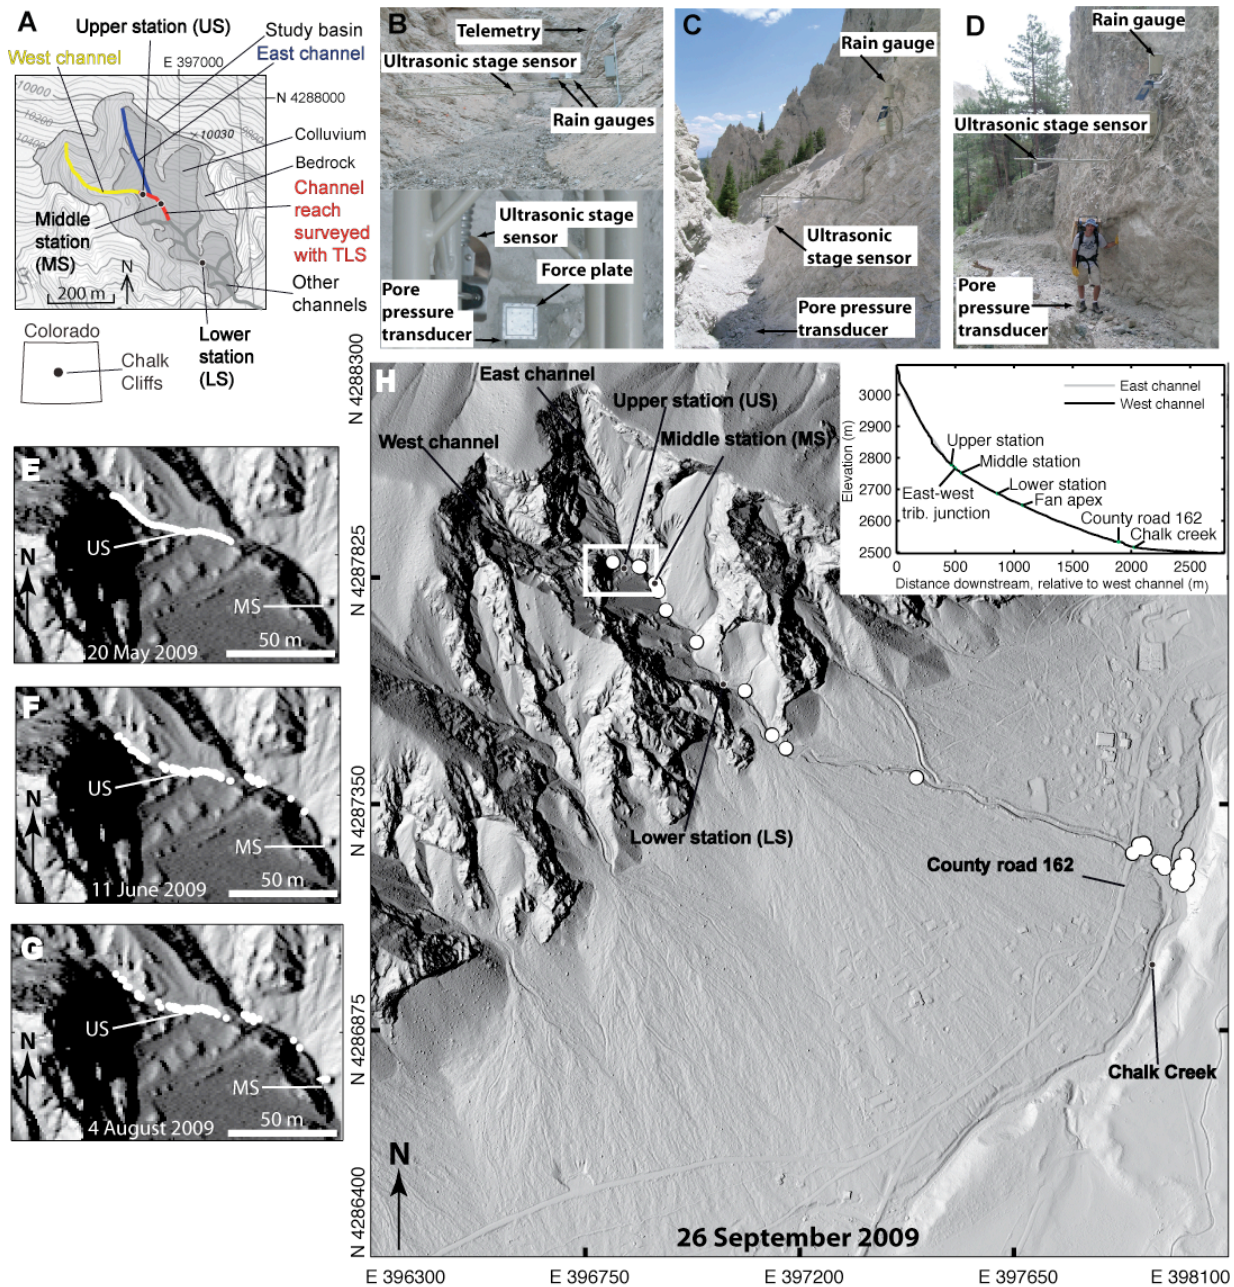 A
Upper station (US)
Study basin
West channel
East channel
E 397000
N 4288000
10000
10200
10400
×10030
Colluvium
Bedrock
Channel
reach
surveyed
with TLS
Middle
station
(MS)
N
200 m
Other
channels
Lower
station
(LS)
Colorado
Chalk
Cliffs
B
Telemetry
Ultrasonic stage sensor
Rain gauges
Ultrasonic stage
sensor
Force plate
Pore
pressure
transducer
C
Rain gauge
Ultrasonic
stage sensor
Pore pressure
transducer
D
Rain gauge
Ultrasonic stage sensor
Pore
pressure
transducer
E
US
N
MS
20 May 2009
50 m
F
US
N
MS
11 June 2009
50 m
G
US
N
MS
4 August 2009
50 m
H
East channel
Upper station (US)
West channel
Middle station (MS)
Lower station (LS)
County road 162
Chalk Creek
N
26 September 2009
N 4288300
N 4287825
N 4287350
N 4286875
N 4286400
E 396300
E 396750
E 397200
E 397650
E 398100
East channel
West channel
Elevation (m)
3000
2900
2800
2700
2600
2500
Upper station
Middle station
Lower station
East-west
trib. junction
Fan apex
County road 162
Chalk creek
0
500
1000
1500
2000
2500
Distance downstream, relative to west channel (m)